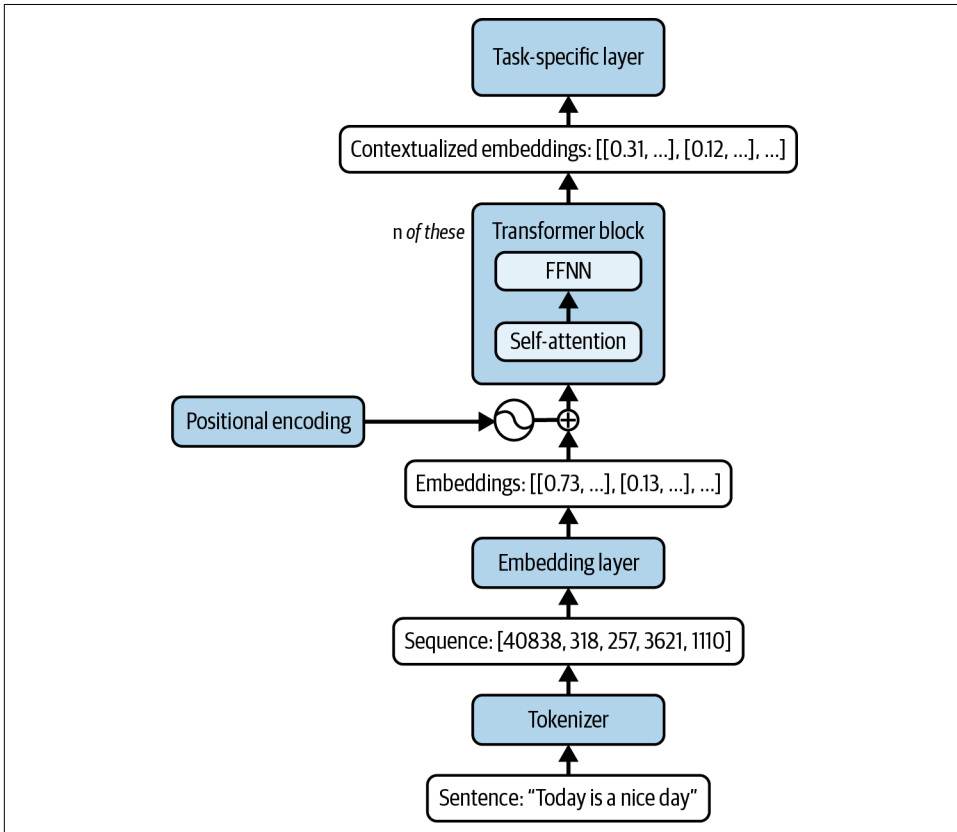 Task-specific layer
Contextualized embeddings: [[0.31, ...], [0.12, ...], ...]
n of these
Transformer block
FFNN
Self-attention
Positional encoding
Embeddings: [[0.73, ...], [0.13, ...], ...]
Embedding layer
Sequence: [40838, 318, 257, 3621, 1110]
Tokenizer
Sentence: “Today is a nice day”